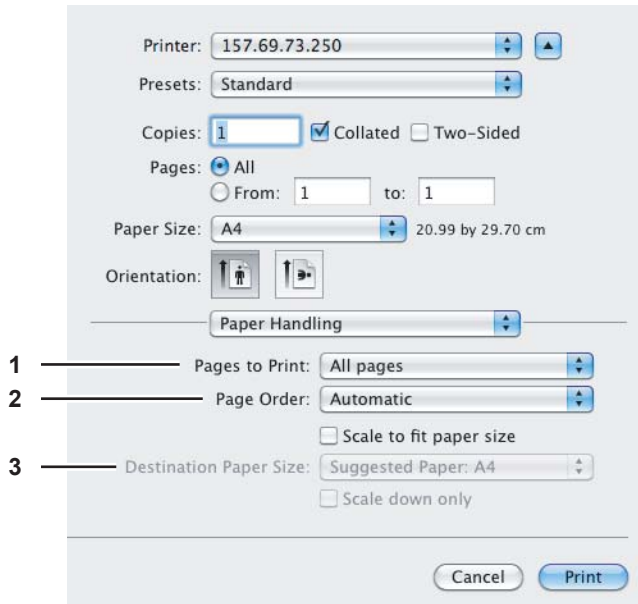 Printer: 157.69.73.250
Presets: Standard
Copies: 1 Collated Two-Sided
Pages: All
From: 1 to: 1
Paper Size: A4 20.99 by 29.70 cm
Orientation:
Paper Handling
1 Pages to Print: All pages
2 Page Order: Automatic
Scale to fit paper size
3 Destination Paper Size: Suggested Paper: A4
Scale down only
Cancel Print